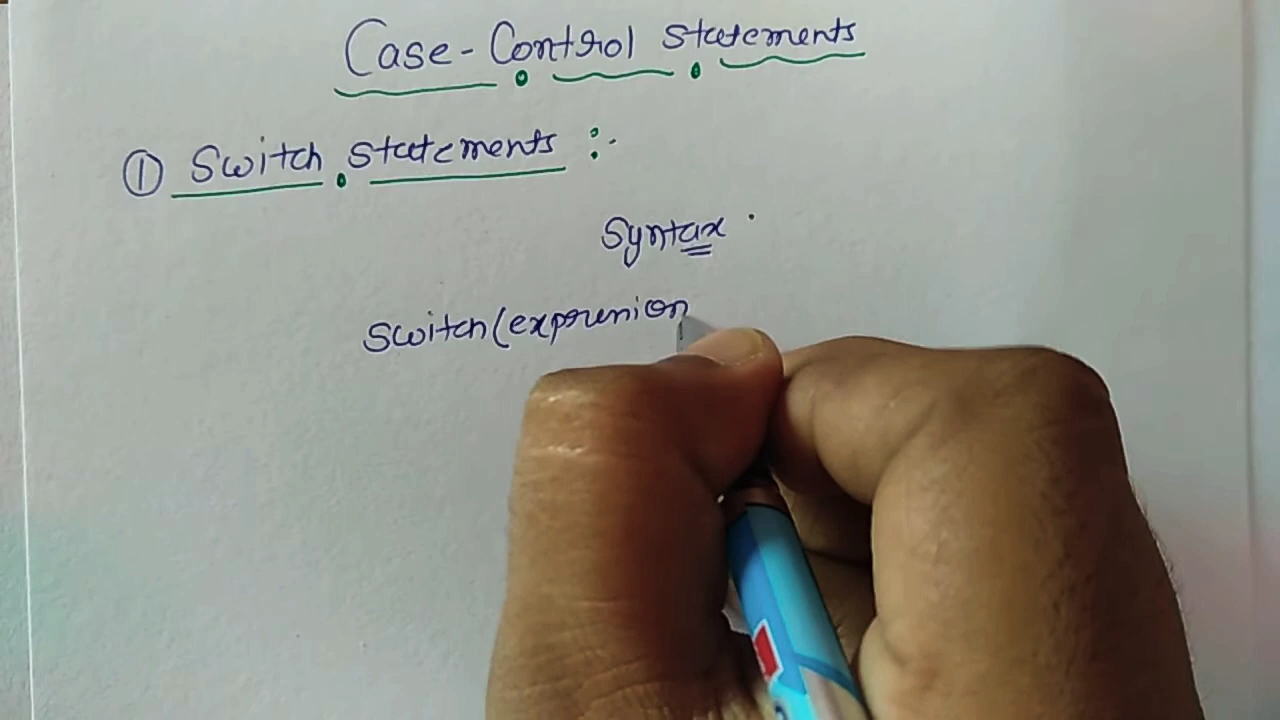 Case-Control statements
① Switch statements :-
Syntax
Switch(expression